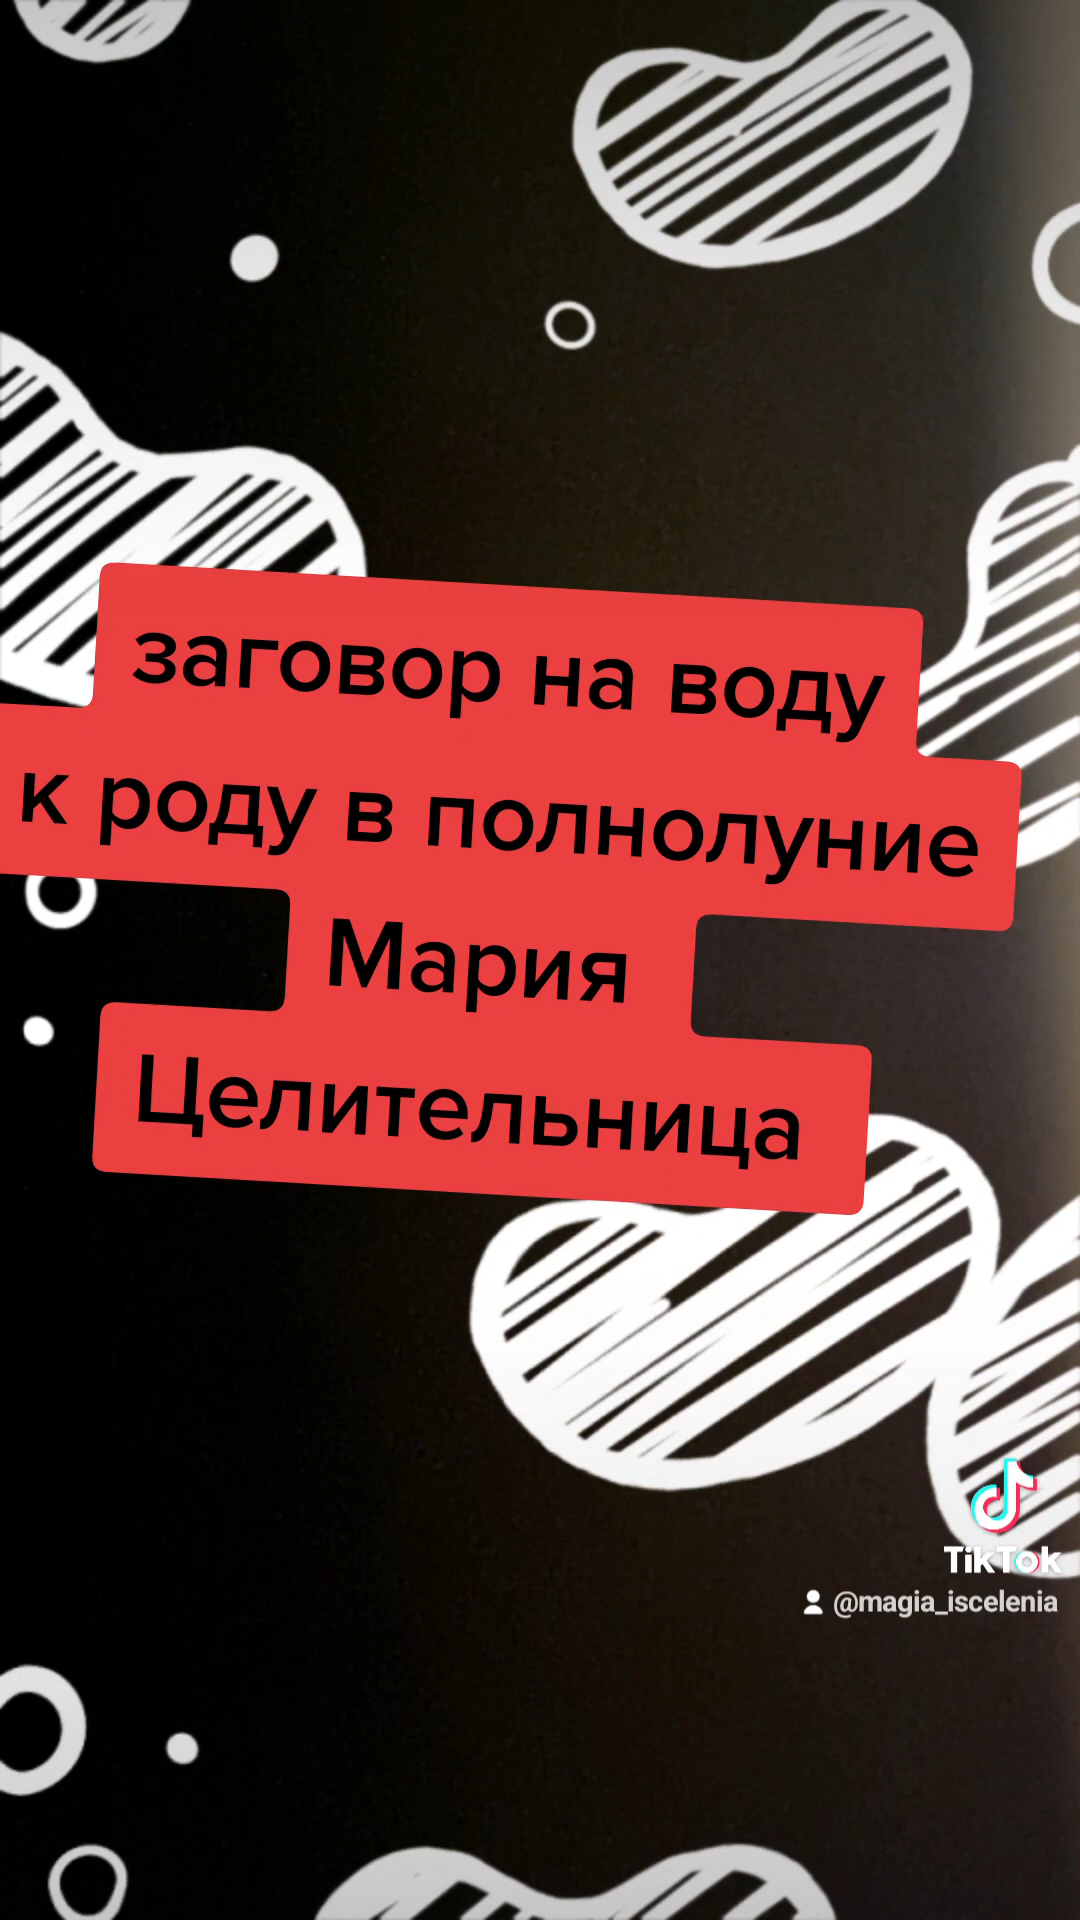 заговор на воду
к роду в полнолуние
Мария
Целительница
TikTok
@magia_iscelenia